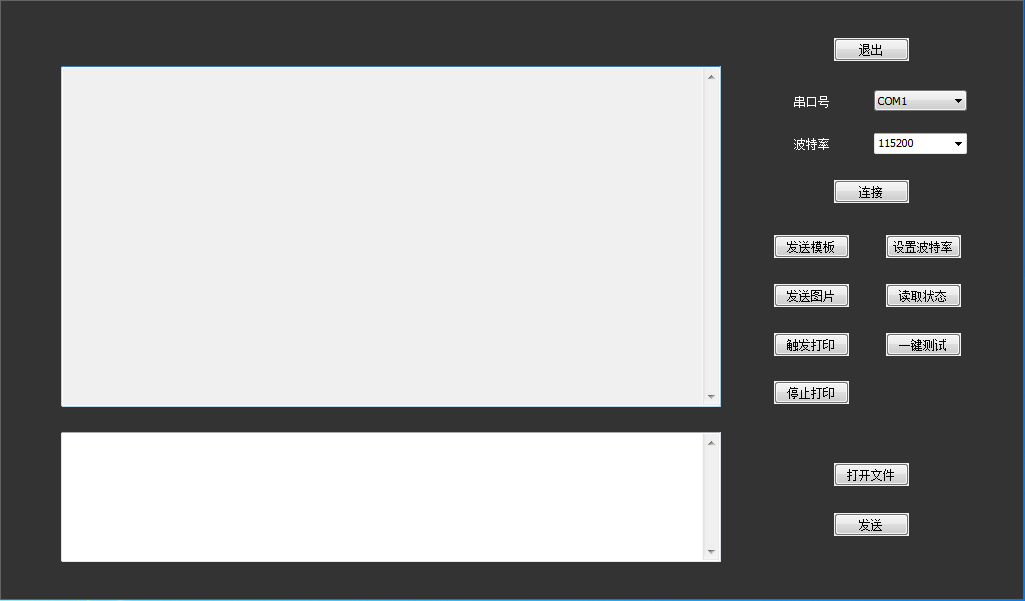 退出
串口号 COM1
波特率 115200
连接
发送模板 设置波特率
发送图片 读取状态
触发打印 一键测试
停止打印
打开文件
发送